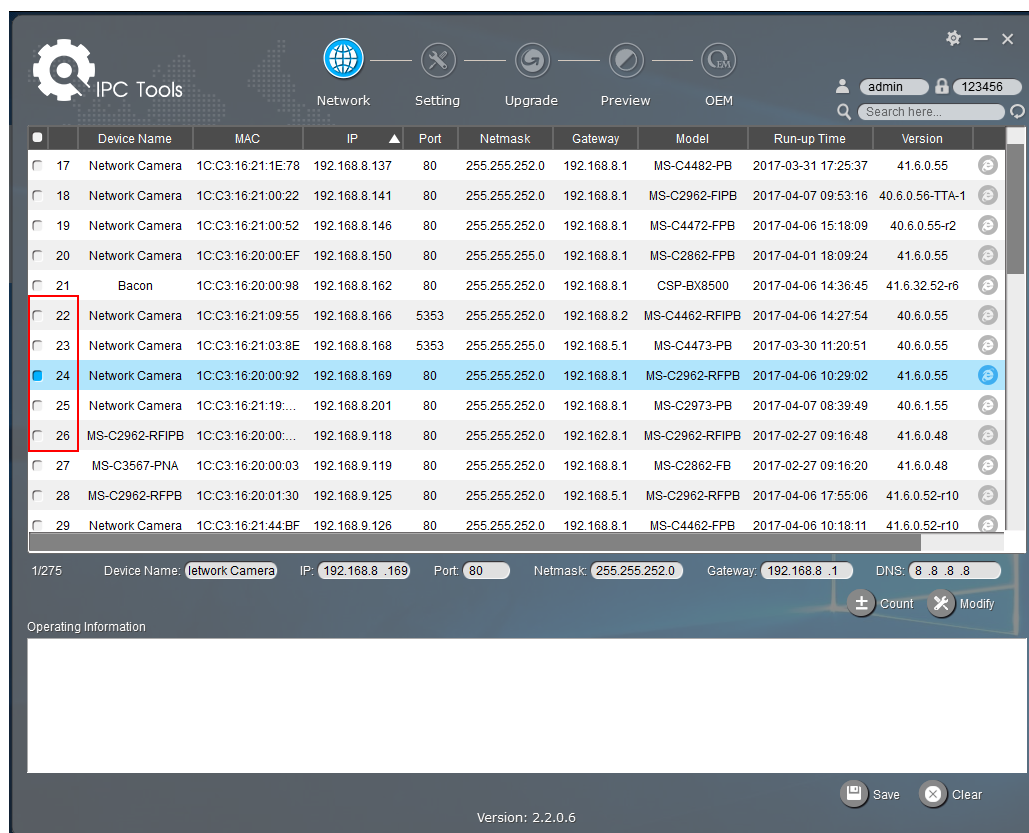 IPC Tools
Network Setting Upgrade Preview OEM
OEM
admin 123456
Search here...
Device Name MAC IP Port Netmask Gateway Model Run-up Time Version
17 Network Camera 1C:C3:16:21:1E:78 192.168.8.137 80 255.255.252.0 192.168.8.1 MS-C4482-PB 2017-03-31 17:25:37 41.6.0.55
18 Network Camera 1C:C3:16:21:00:22 192.168.8.141 80 255.255.252.0 192.168.8.1 MS-C2962-FIPB 2017-04-07 09:53:16 40.6.0.56-TTA-1
19 Network Camera 1C:C3:16:21:00:52 192.168.8.146 80 255.255.252.0 192.168.8.1 MS-C4472-FPB 2017-04-06 15:18:09 40.6.0.55-r2
20 Network Camera 1C:C3:16:20:00:EF 192.168.8.150 80 255.255.252.0 192.168.8.1 MS-C2862-FPB 2017-04-01 18:09:24 41.6.0.55
21 Bacon 1C:C3:16:20:00:98 192.168.8.162 80 255.255.252.0 192.168.8.1 CSP-BX8500 2017-04-06 14:36:45 41.6.32.52-r6
22 Network Camera 1C:C3:16:21:09:55 192.168.8.166 5353 255.255.252.0 192.168.8.2 MS-C4462-RFIPB 2017-04-06 14:27:54 40.6.0.55
23 Network Camera 1C:C3:16:21:03:8E 192.168.8.168 5353 255.255.255.0 192.168.5.1 MS-C4473-PB 2017-03-30 11:20:51 40.6.0.55
24 Network Camera 1C:C3:16:20:00:92 192.168.8.169 80 255.255.252.0 192.168.8.1 MS-C2962-RFPB 2017-04-06 10:29:02 41.6.0.55
25 Network Camera 1C:C3:16:21:19:... 192.168.8.201 80 255.255.252.0 192.168.8.1 MS-C2973-PB 2017-04-07 08:39:49 40.6.1.55
26 MS-C2962-RFIPB 1C:C3:16:20:00:... 192.168.9.118 80 255.255.252.0 192.162.8.1 MS-C2962-RFIPB 2017-02-27 09:16:48 41.6.0.48
27 MS-C3567-PNA 1C:C3:16:20:00:03 192.168.9.119 80 255.255.252.0 192.168.8.1 MS-C2862-FB 2017-02-27 09:16:20 41.6.0.48
28 MS-C2962-RFPB 1C:C3:16:20:01:30 192.168.9.125 80 255.255.252.0 192.168.5.1 MS-C2962-RFPB 2017-04-06 17:55:06 41.6.0.52-r10
29 Network Camera 1C:C3:16:21:44:BF 192.168.9.126 80 255.255.252.0 192.168.8.1 MS-C4462-FPB 2017-04-06 10:18:11 41.6.0.52-r10
1/275 Device Name: letwork Camera IP: 192.168.8 .169 Port: 80 Netmask: 255.255.252.0 Gateway: 192.168.8 .1 DNS: 8 .8 .8 .8
Count Modify
Operating Information
Save Clear
Version: 2.2.0.6